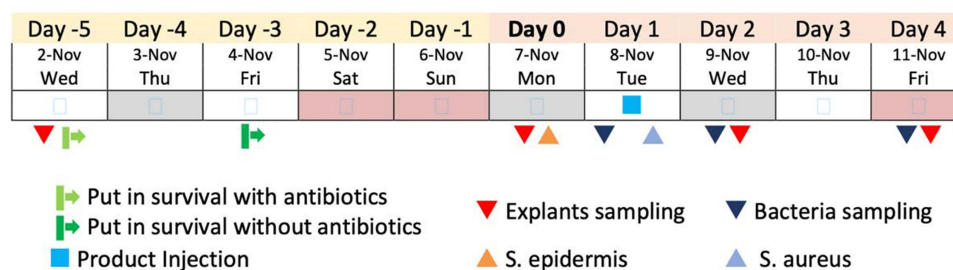 Day -5 Day -4 Day -3 Day -2 Day -1 Day 0 Day 1 Day 2 Day 3 Day 4
2-Nov 3-Nov 4-Nov 5-Nov 6-Nov 7-Nov 8-Nov 9-Nov 10-Nov 11-Nov
Wed Thu Fri Sat Sun Mon Tue Wed Thu Fri
Put in survival with antibiotics
Put in survival without antibiotics
Product Injection
Explants sampling
S. epidermis
Bacteria sampling
S. aureus